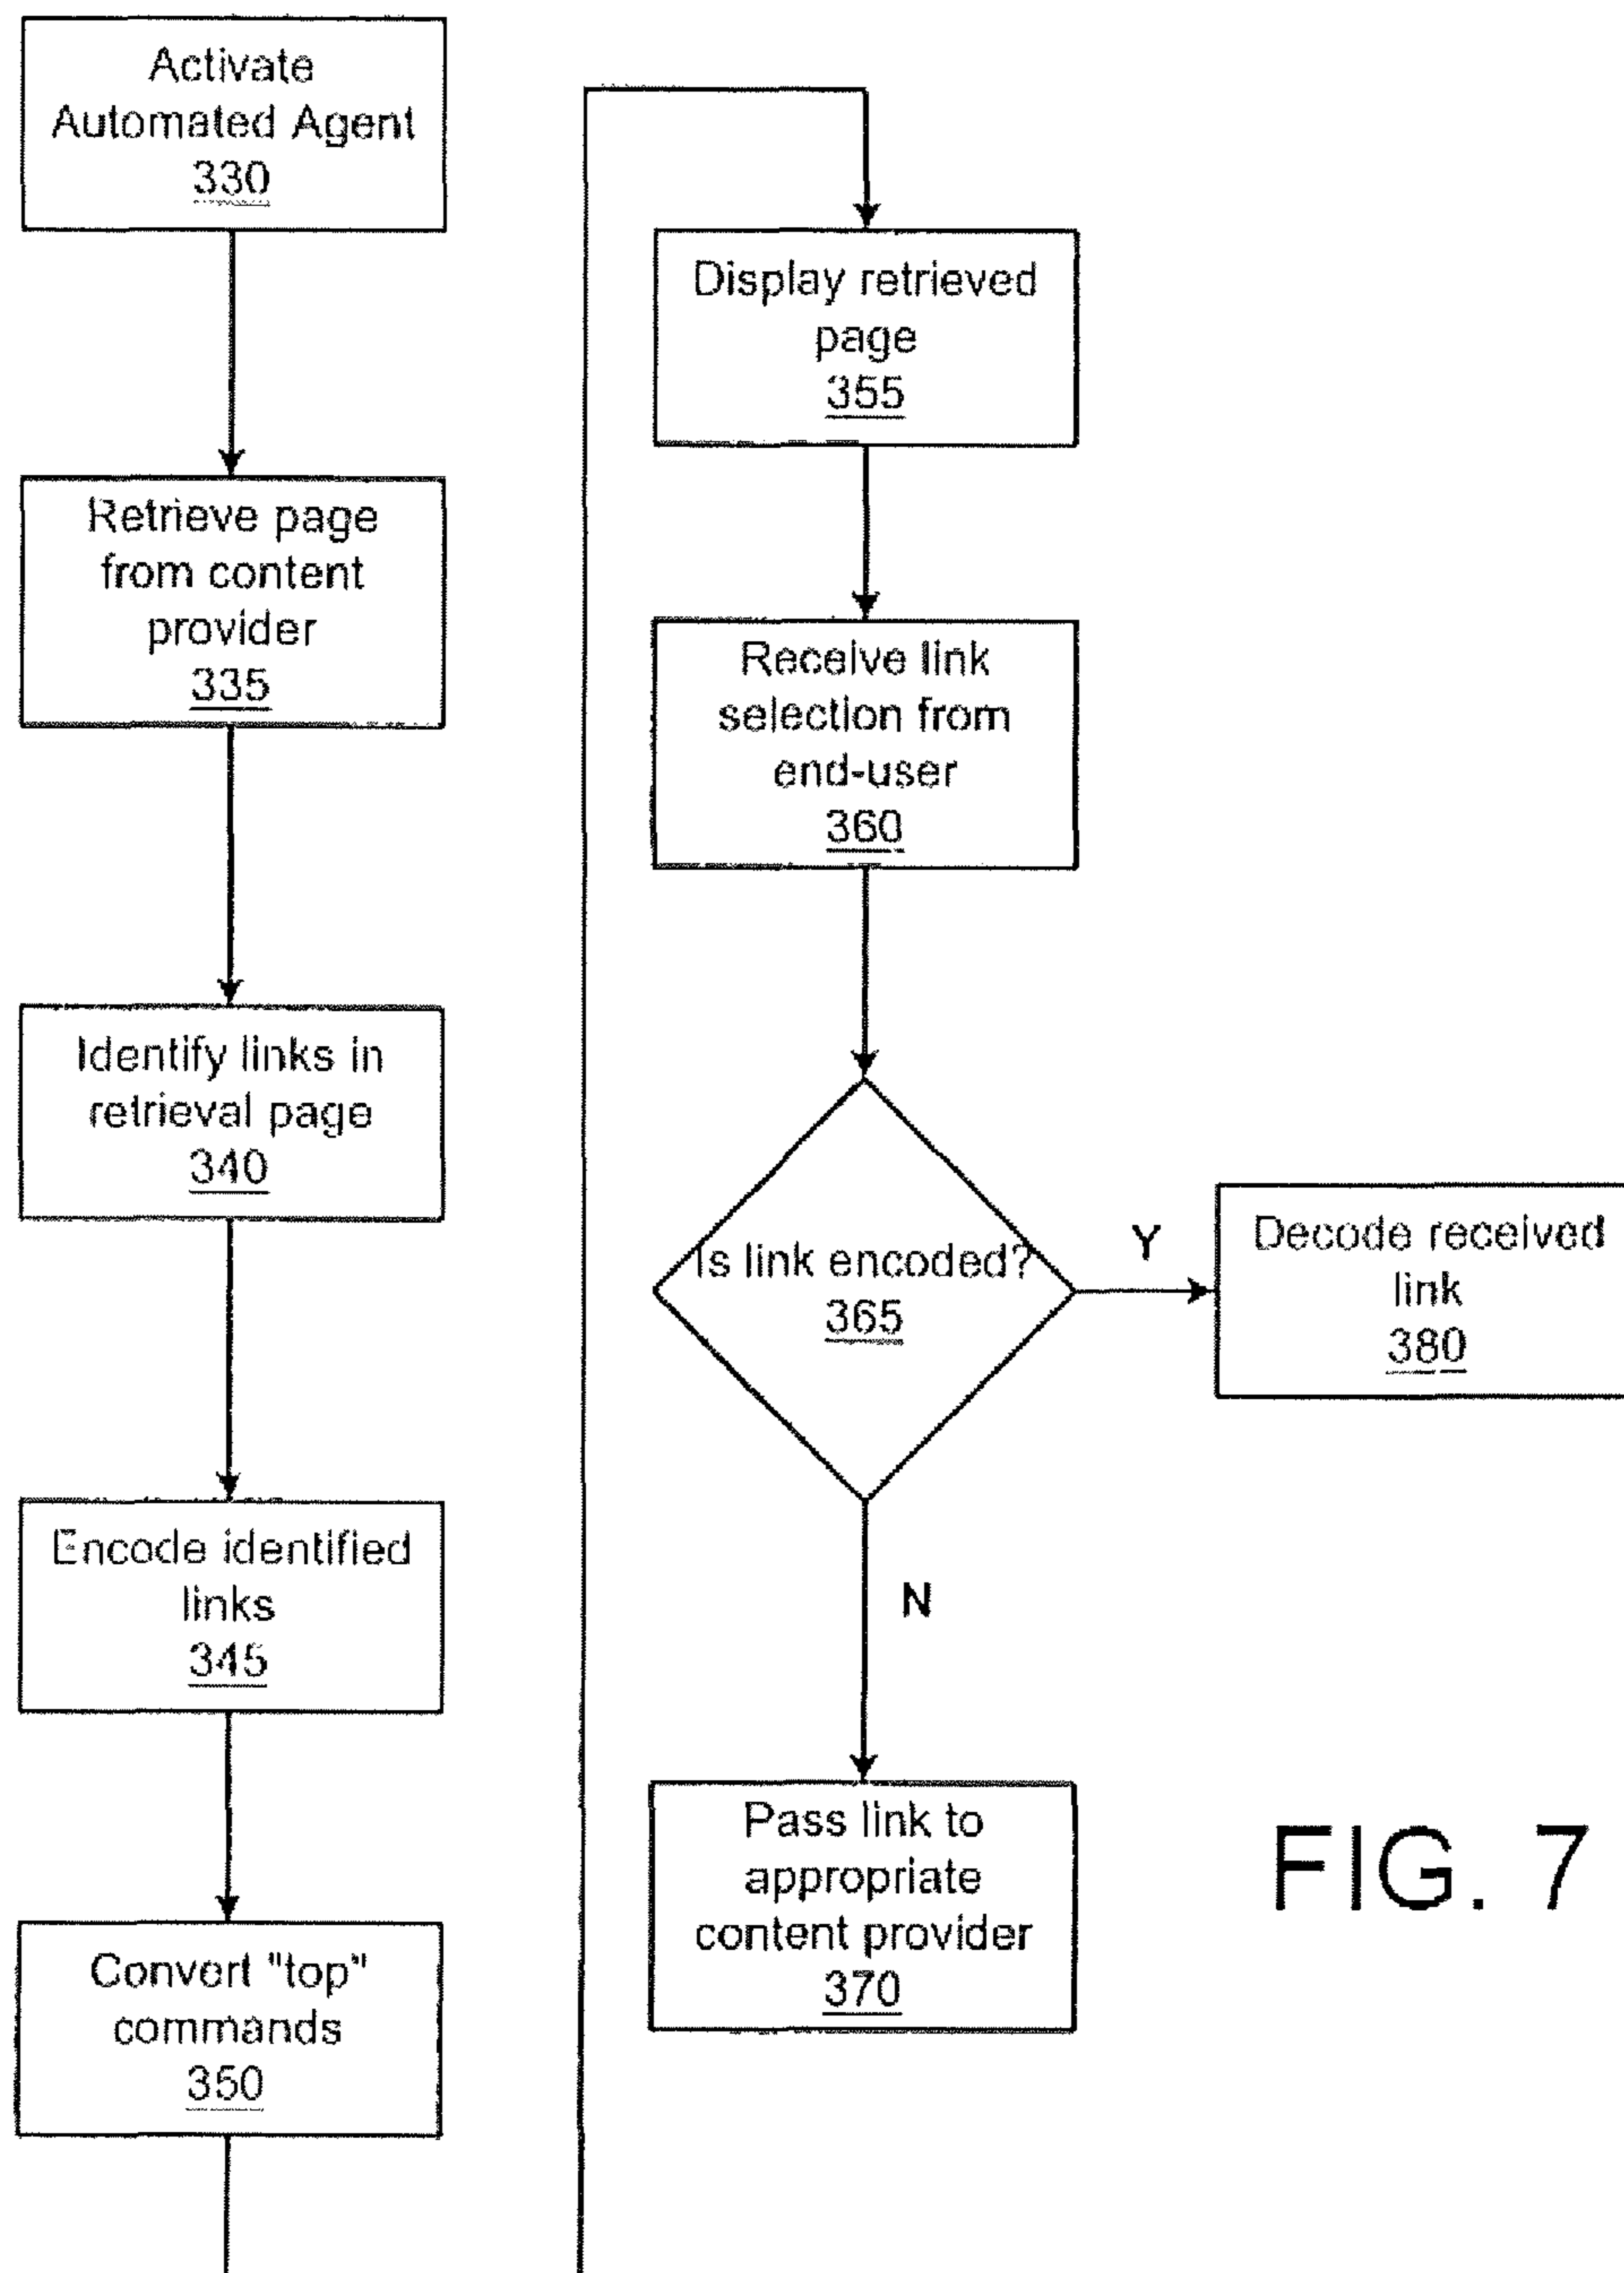 Activate
Automated Agent
330
Retrieve page
from content
provider
335
Identify links in
retrieval page
340
Encode identified
links
345
Convert "top"
commands
350
Display retrieved
page
355
Receive link
selection from
end-user
360
Is link encoded?
365
Y
Decode received
link
380
N
Pass link to
appropriate
content provider
370
FIG. 7